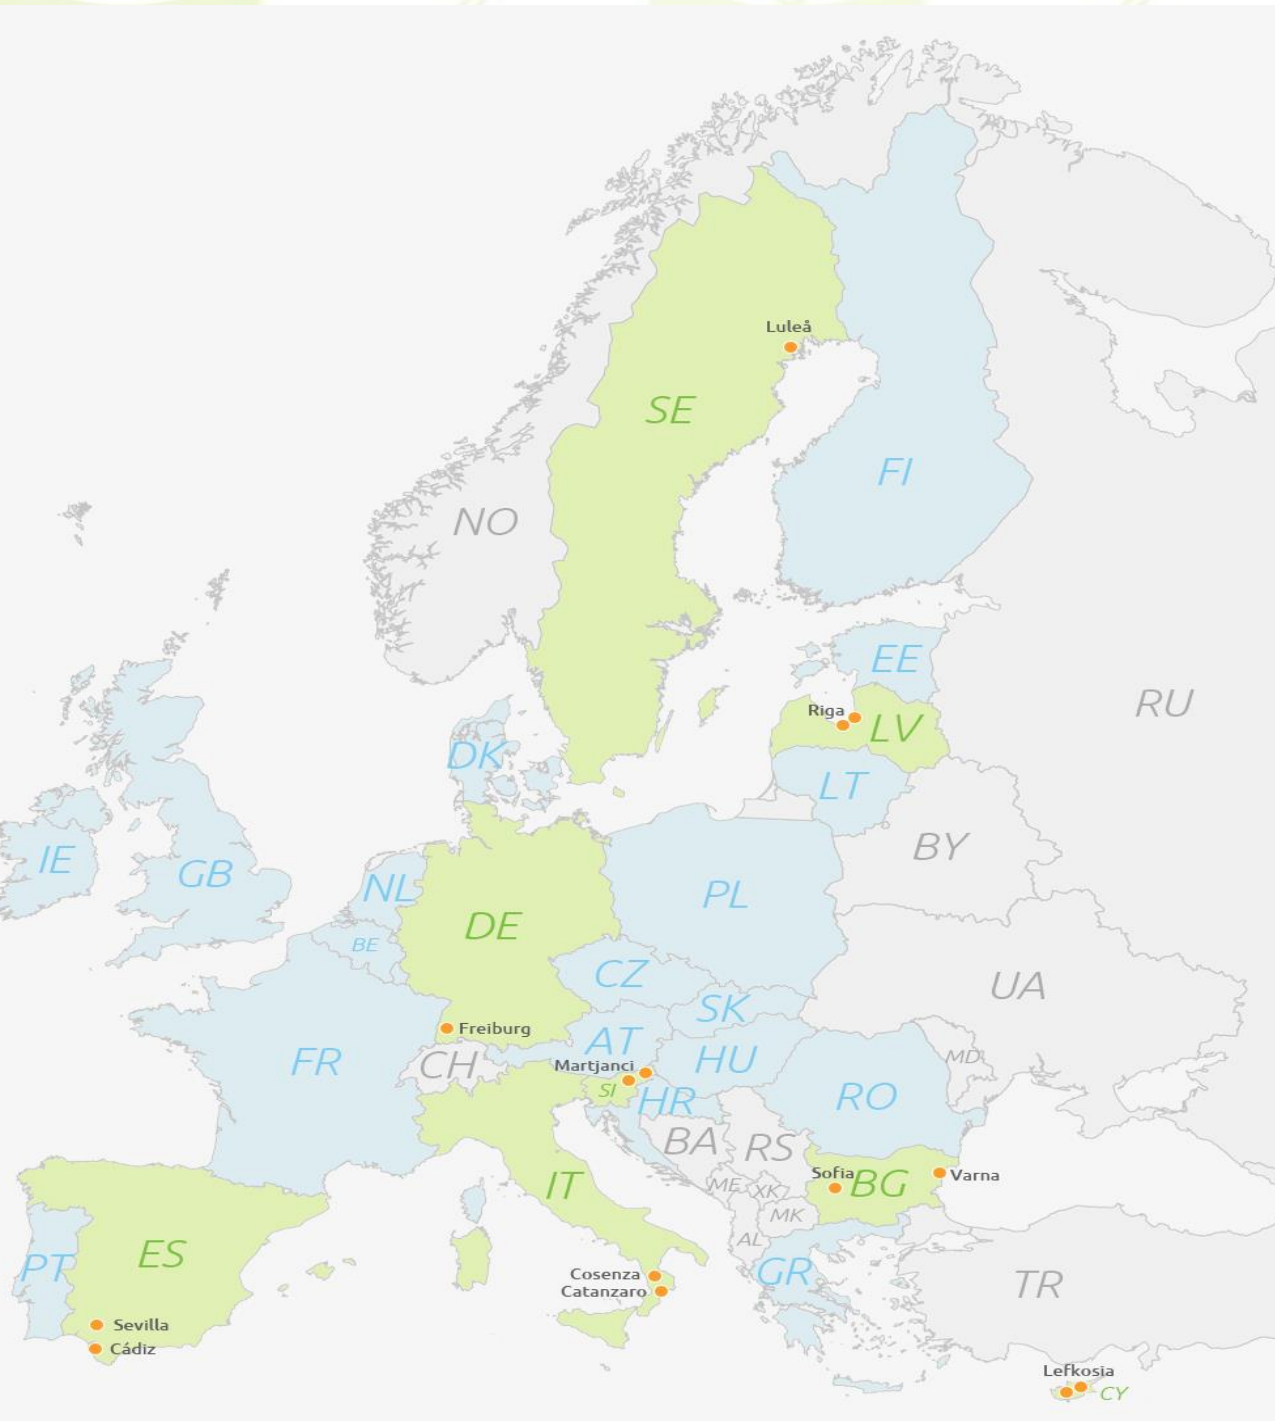 Luleå
SE
FI
NO
EE
RU
Riga
LV
DK
LT
BY
IE
GB
NL
PL
DE
BE
CZ
UA
SK
Freiburg
AT
HU
FR
CH
MD
Martjanci
SI
HR
RO
BA
RS
Sofia
BG
Varna
IT
ME
XK
MK
AL
ES
PT
GR
Cosenza
Catanzaro
TR
Sevilla
Cádiz
Lefkosia
CY